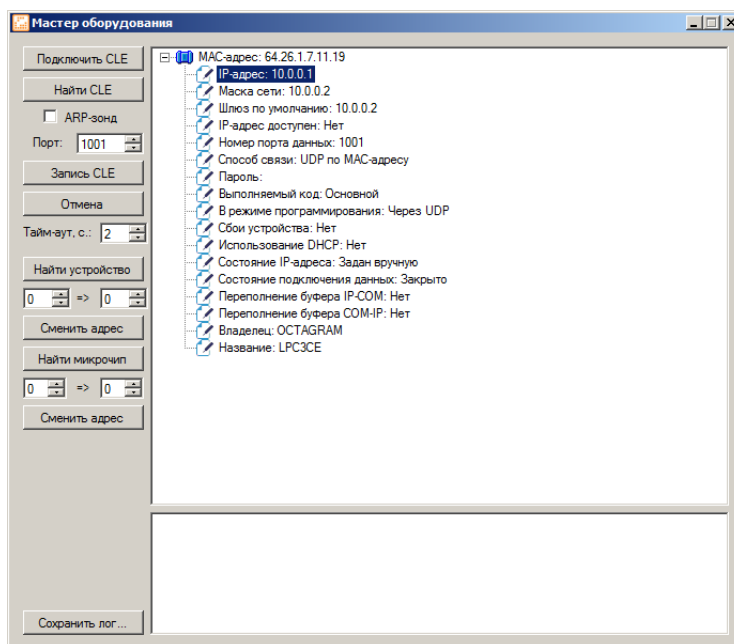 Мастер оборудования
Подключить CLE
Найти CLE
ARP-зонд
Порт: 1001
Запись CLE
Отмена
Тайм-аут, с.: 2
Найти устройство
0 => 0
Сменить адрес
Найти микрочип
0 => 0
Сменить адрес
Сохранить лог...
MAC-адрес: 64.26.1.7.11.19
IP-адрес: 10.0.0.1
Маска сети: 10.0.0.2
Шлюз по умолчанию: 10.0.0.2
IP-адрес доступен: Нет
Номер порта данных: 1001
Способ связи: UDP по MAC-адресу
Пароль:
Выполняемый код: Основной
В режиме программирования: Через UDP
Сбои устройства: Нет
Использование DHCP: Нет
Состояние IP-адреса: Задан вручную
Состояние подключения данных: Закрыто
Переполнение буфера IP-COM: Нет
Переполнение буфера COM-IP: Нет
Владелец: OCTAGRAM
Название: LPC3CE